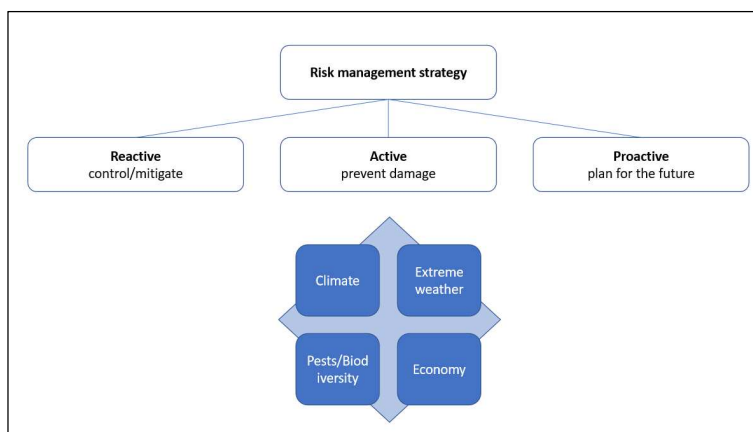 Risk management strategy
Reactive
control/mitigate
Active
prevent damage
Proactive
plan for the future
Climate
Extreme
weather
Pests/Biod
iversity
Economy